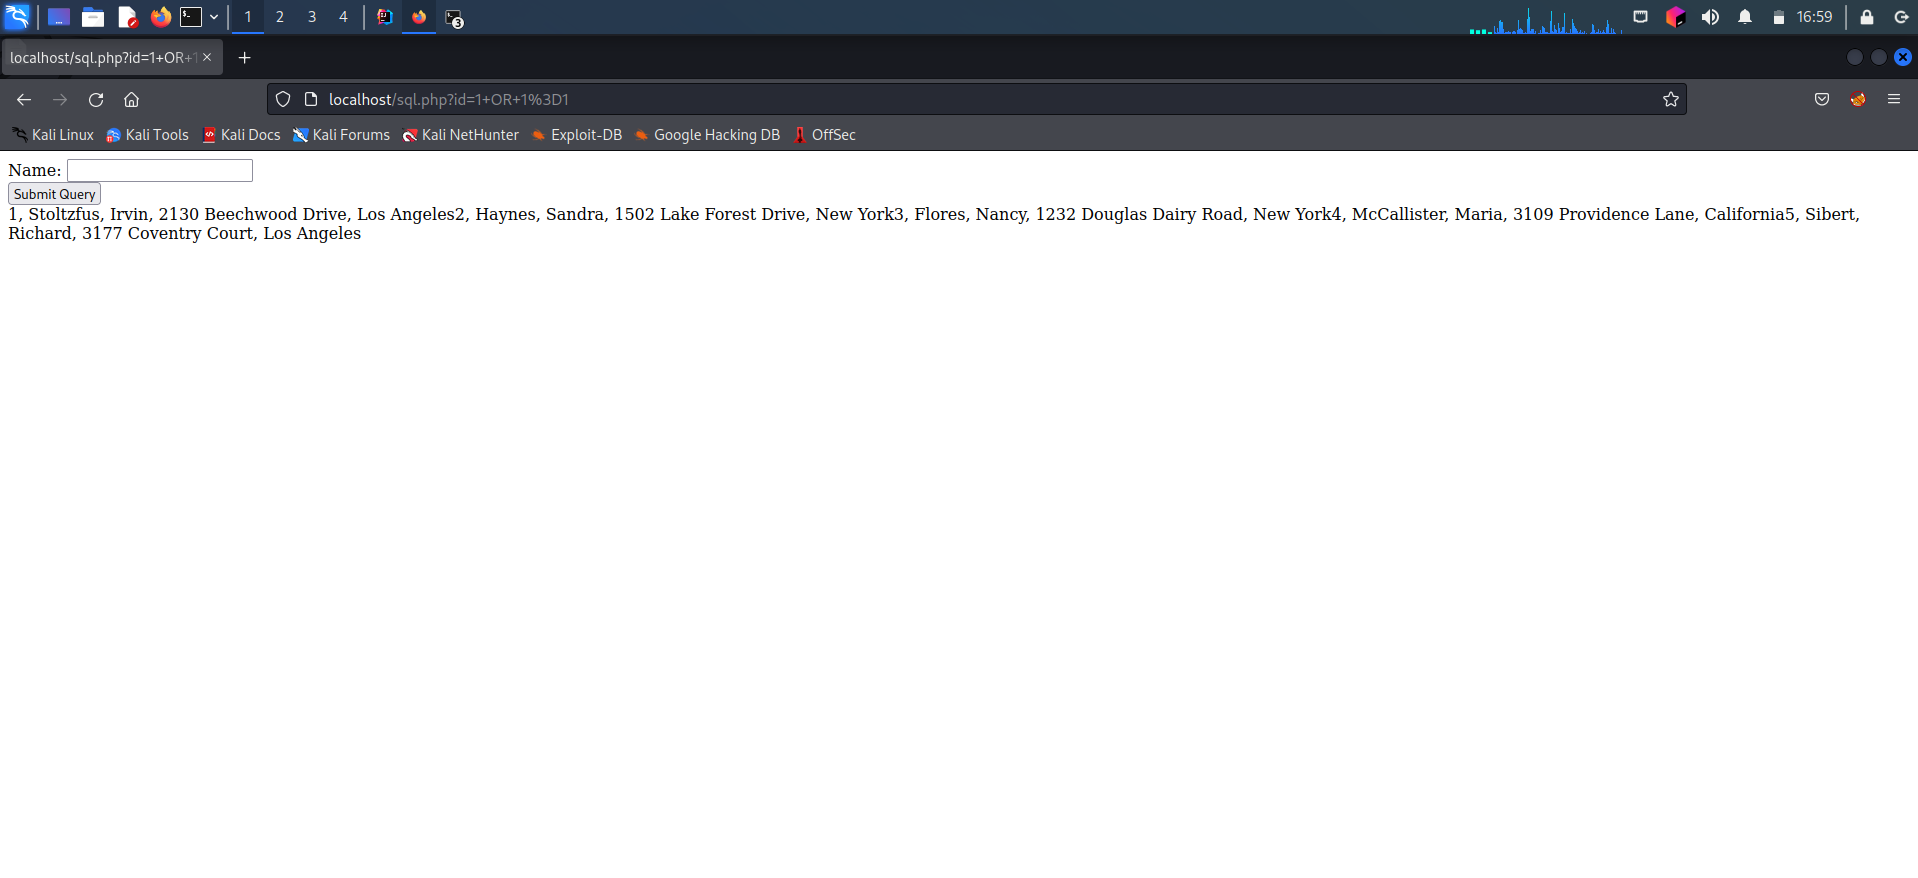 1 2 3 4 3 16:59
localhost/sql.php?id=1+OR+1
localhost/sql.php?id=1+OR+1%3D1
Kali Linux Kali Tools Kali Docs Kali Forums Kali NetHunter Exploit-DB Google Hacking DB OffSec
Name:
Submit Query
1, Stoltzfus, Irvin, 2130 Beechwood Drive, Los Angeles2, Haynes, Sandra, 1502 Lake Forest Drive, New York3, Flores, Nancy, 1232 Douglas Dairy Road, New York4, McCallister, Maria, 3109 Providence Lane, California5, Sibert,
Richard, 3177 Coventry Court, Los Angeles